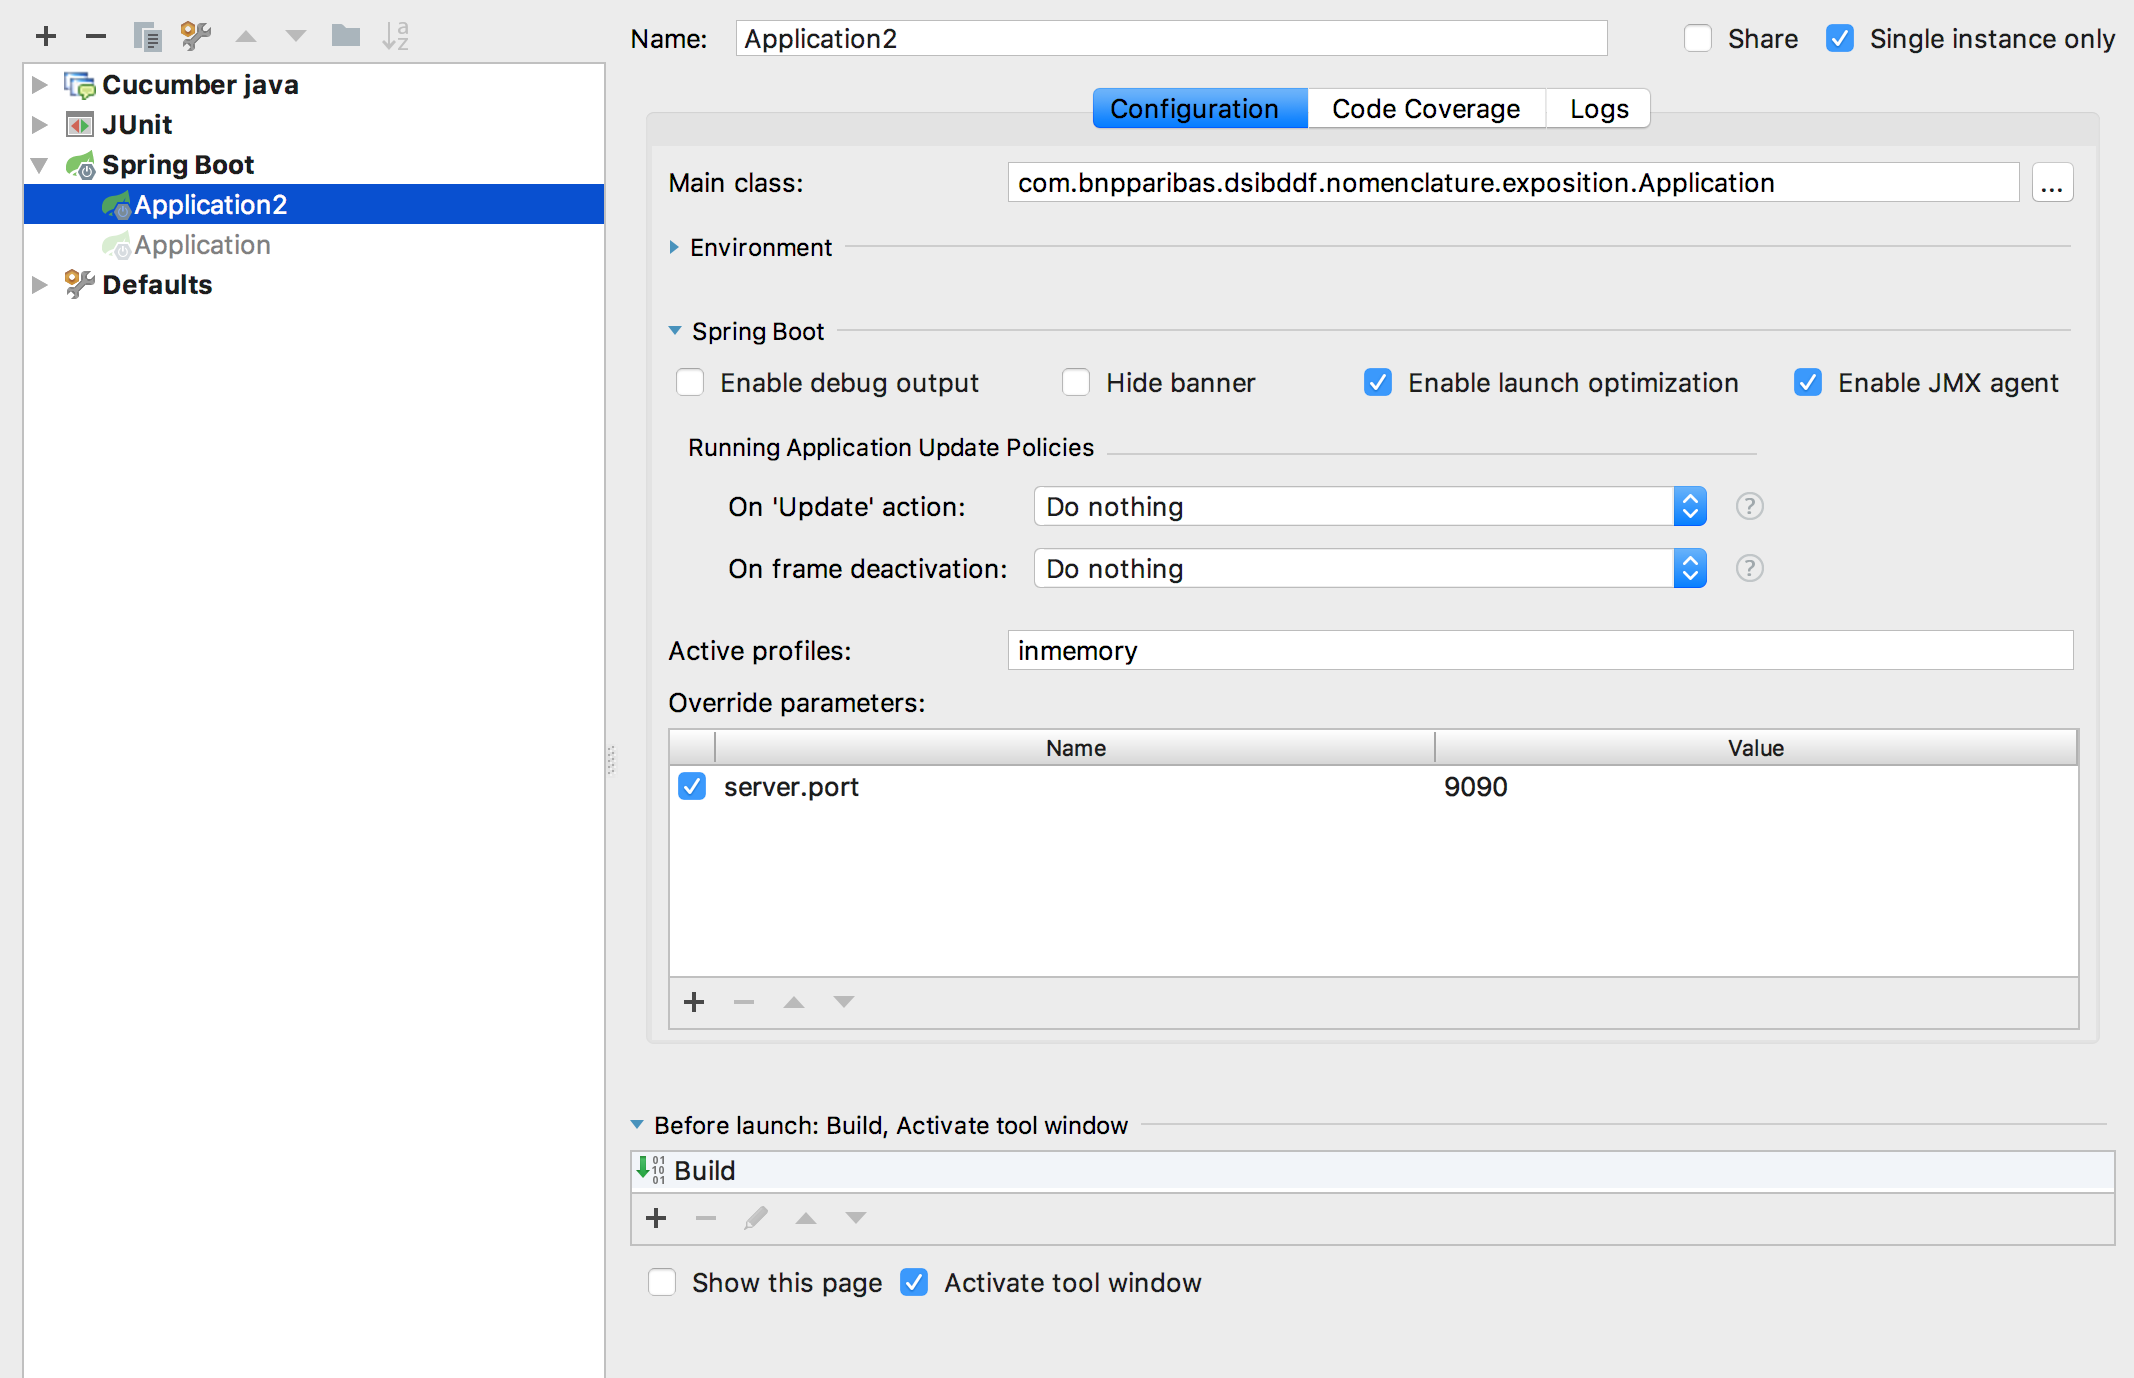 Name: Application2 Share Single instance only
Cucumber java
JUnit
Spring Boot
Application2
Application
Defaults
Configuration Code Coverage Logs
Main class: com.bnpparibas.dsibddf.nomenclature.exposition.Application ...
Environment
Spring Boot
Enable debug output Hide banner Enable launch optimization Enable JMX agent
Running Application Update Policies
On 'Update' action: Do nothing ?
On frame deactivation: Do nothing ?
Active profiles: inmemory
Override parameters:
Name Value
server.port 9090
Before launch: Build, Activate tool window
Build
Show this page Activate tool window